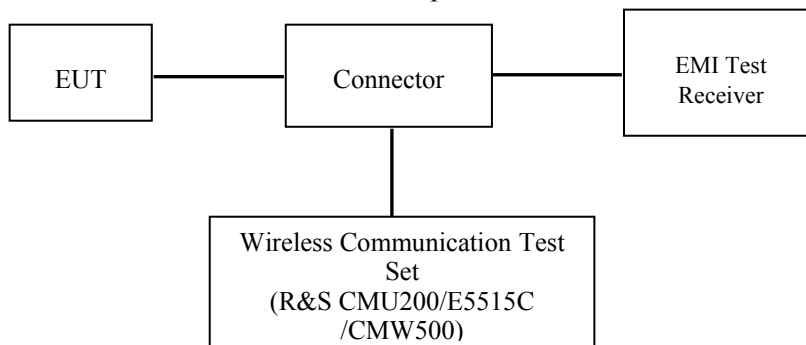 EUT
Connector
EMI Test
Receiver
Wireless Communication Test
Set
(R&S CMU200/E5515C
/CMW500)